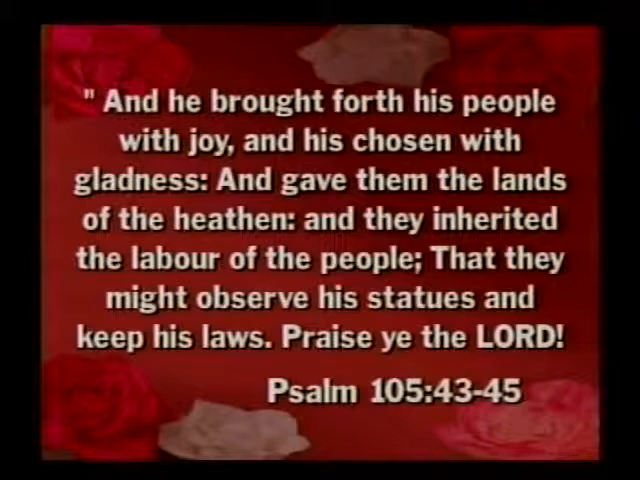 " And he brought forth his people
with joy, and his chosen with
gladness: And gave them the lands
of the heathen: and they inherited
the labour of the people; That they
might observe his statues and
keep his laws. Praise ye the LORD!
Psalm 105:43-45